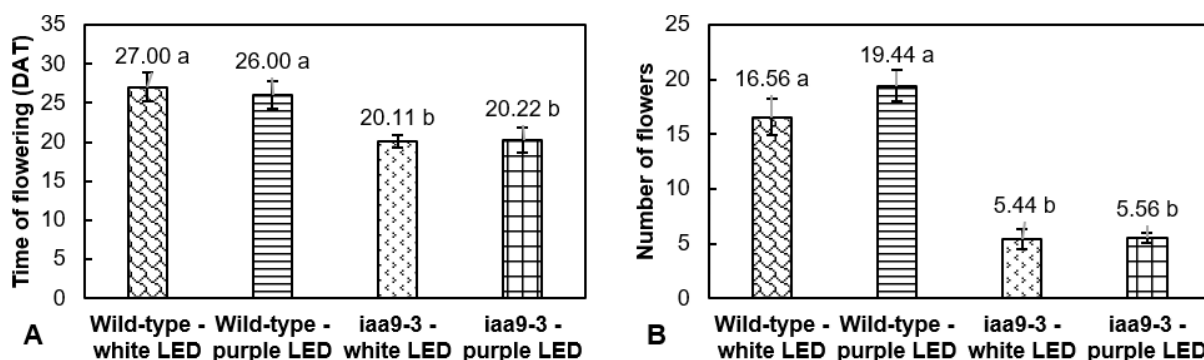 Time of flowering (DAT)
35
30
25
20
15
10
5
0
27.00 a
26.00 a
20.11 b
20.22 b
Wild-type -
white LED
Wild-type -
purple LED
iaa9-3 -
white LED
iaa9-3 -
purple LED
A
Number of flowers
25
20
15
10
5
0
16.56 a
19.44 a
5.44 b
5.56 b
Wild-type -
white LED
Wild-type -
purple LED
iaa9-3 -
white LED
iaa9-3 -
purple LED
B